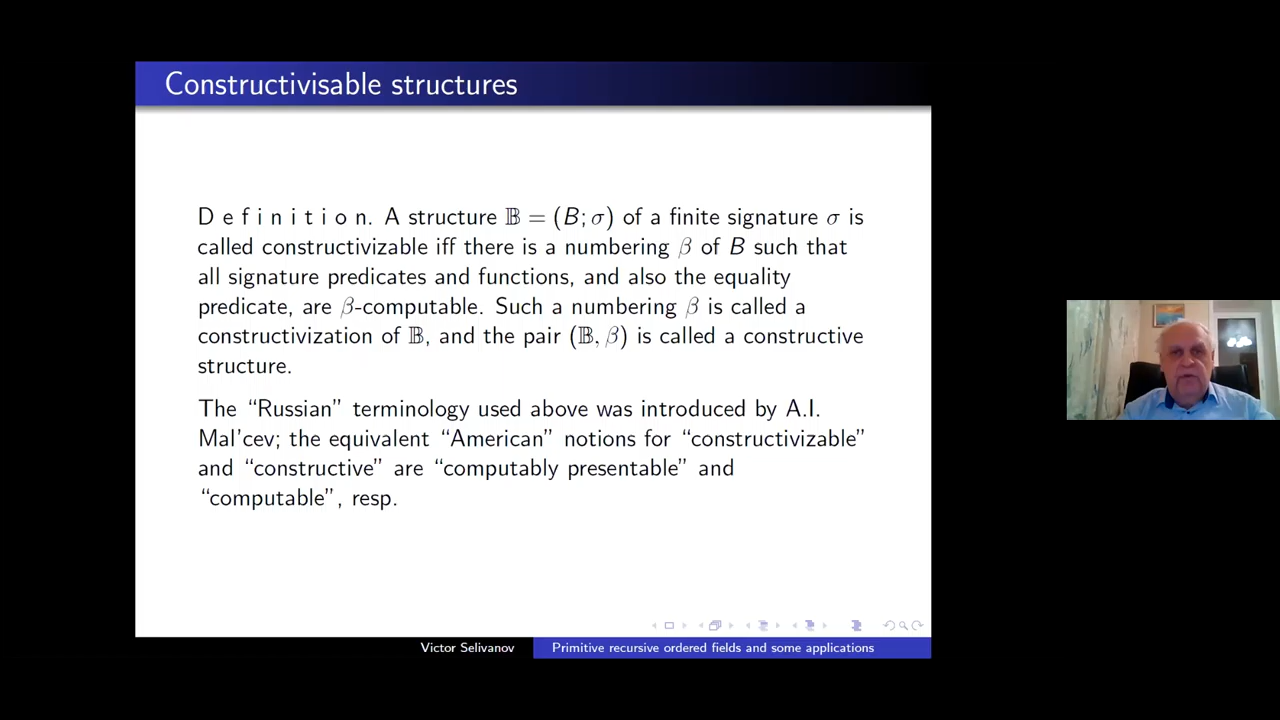 Constructivisable structures
D e f i n i t i o n. A structure 𝔹 = (B; σ) of a finite signature σ is
called constructivizable iff there is a numbering β of B such that
all signature predicates and functions, and also the equality
predicate, are β-computable. Such a numbering β is called a
constructivization of 𝔹, and the pair (𝔹, β) is called a constructive
structure.
The “Russian” terminology used above was introduced by A.I.
Mal’cev; the equivalent “American” notions for “constructivizable”
and “constructive” are “computably presentable” and
“computable”, resp.
Victor Selivanov
Primitive recursive ordered fields and some applications